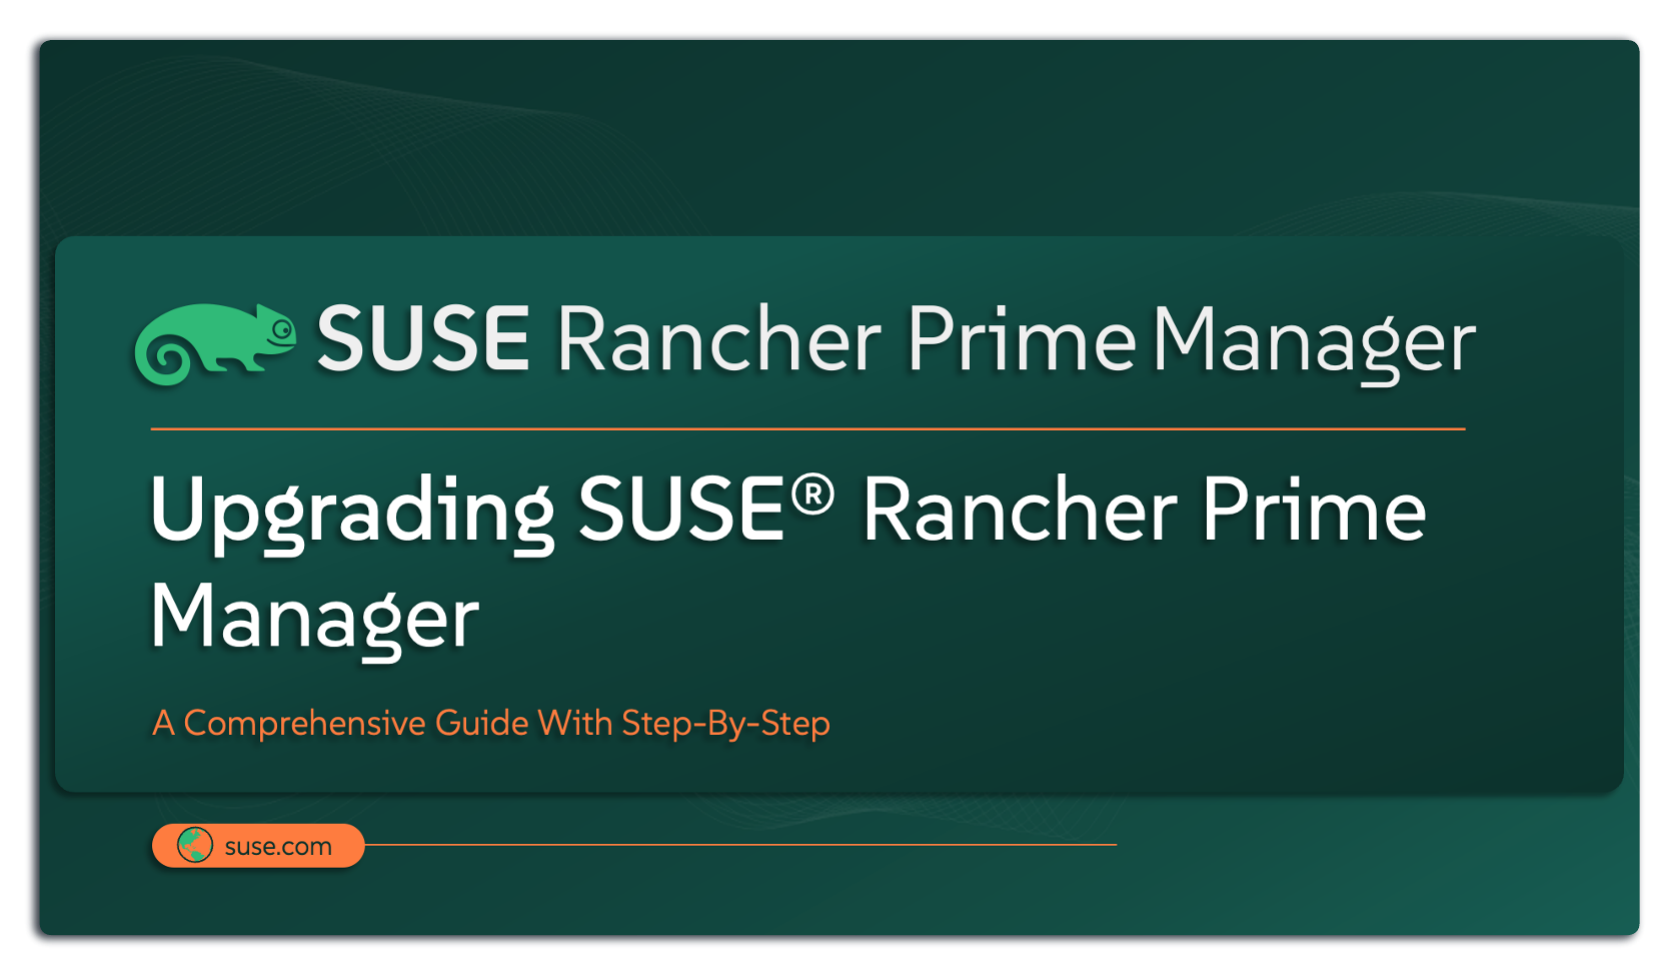 SUSE Rancher Prime Manager
Upgrading SUSE® Rancher Prime
Manager
A Comprehensive Guide With Step-By-Step
suse.com